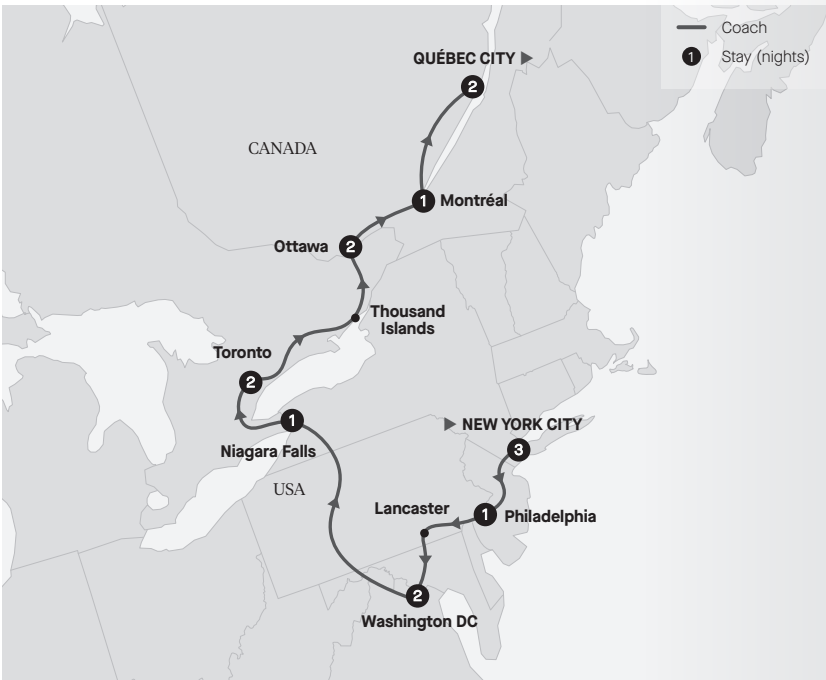 Coach
1 Stay (nights)
QUÉBEC CITY
2
CANADA
1 Montréal
Ottawa 2
Thousand
Islands
Toronto
2
1
NEW YORK CITY
3
Niagara Falls
USA
Lancaster
1 Philadelphia
2
Washington DC